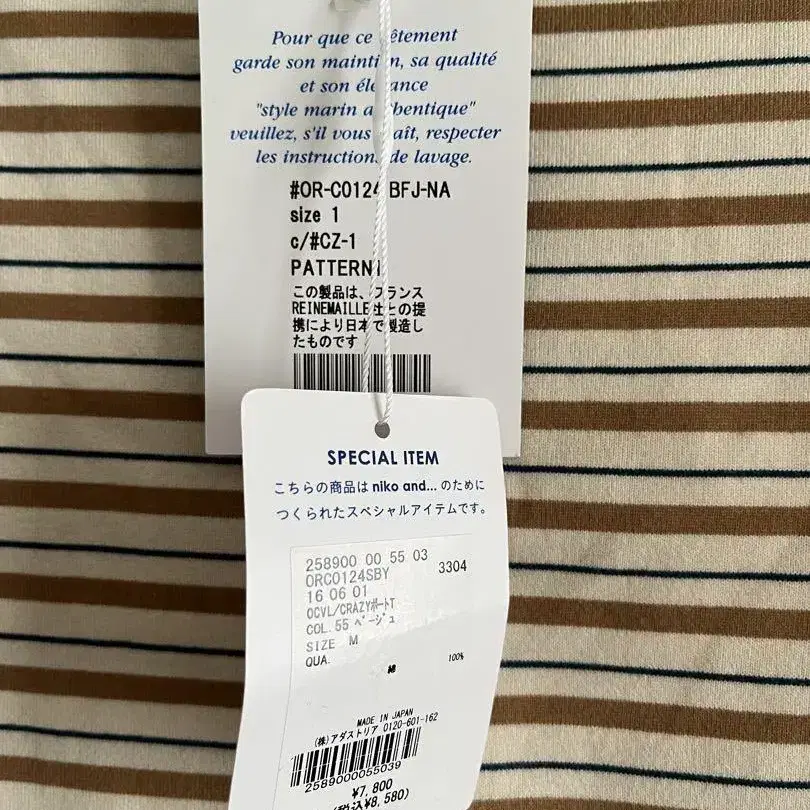 Pour que ce vêtement
garde son maintien, sa qualité
et son élégance
"style marin authentique"
veuillez, s'il vous plaît, respecter
les instructions de lavage.
#OR-C0124 BFJ-NA
size 1
c/#CZ-1
PATTERN1
この製品は、フランス
REINEMAILLE社との提
携により日本で製造し
たものです
SPECIAL ITEM
こちらの商品は niko and... のために
つくられたスペシャルアイテムです。
258900 00 55 03
ORC0124SBY 3304
16 06 01
OCVL/CRAZYボートT
COL.55 ベージュ
SIZE M
QUA.
綿 100%
MADE IN JAPAN
(株)アダストリア 0120-601-162
2589000055039
¥7,800
(税込¥8,580)